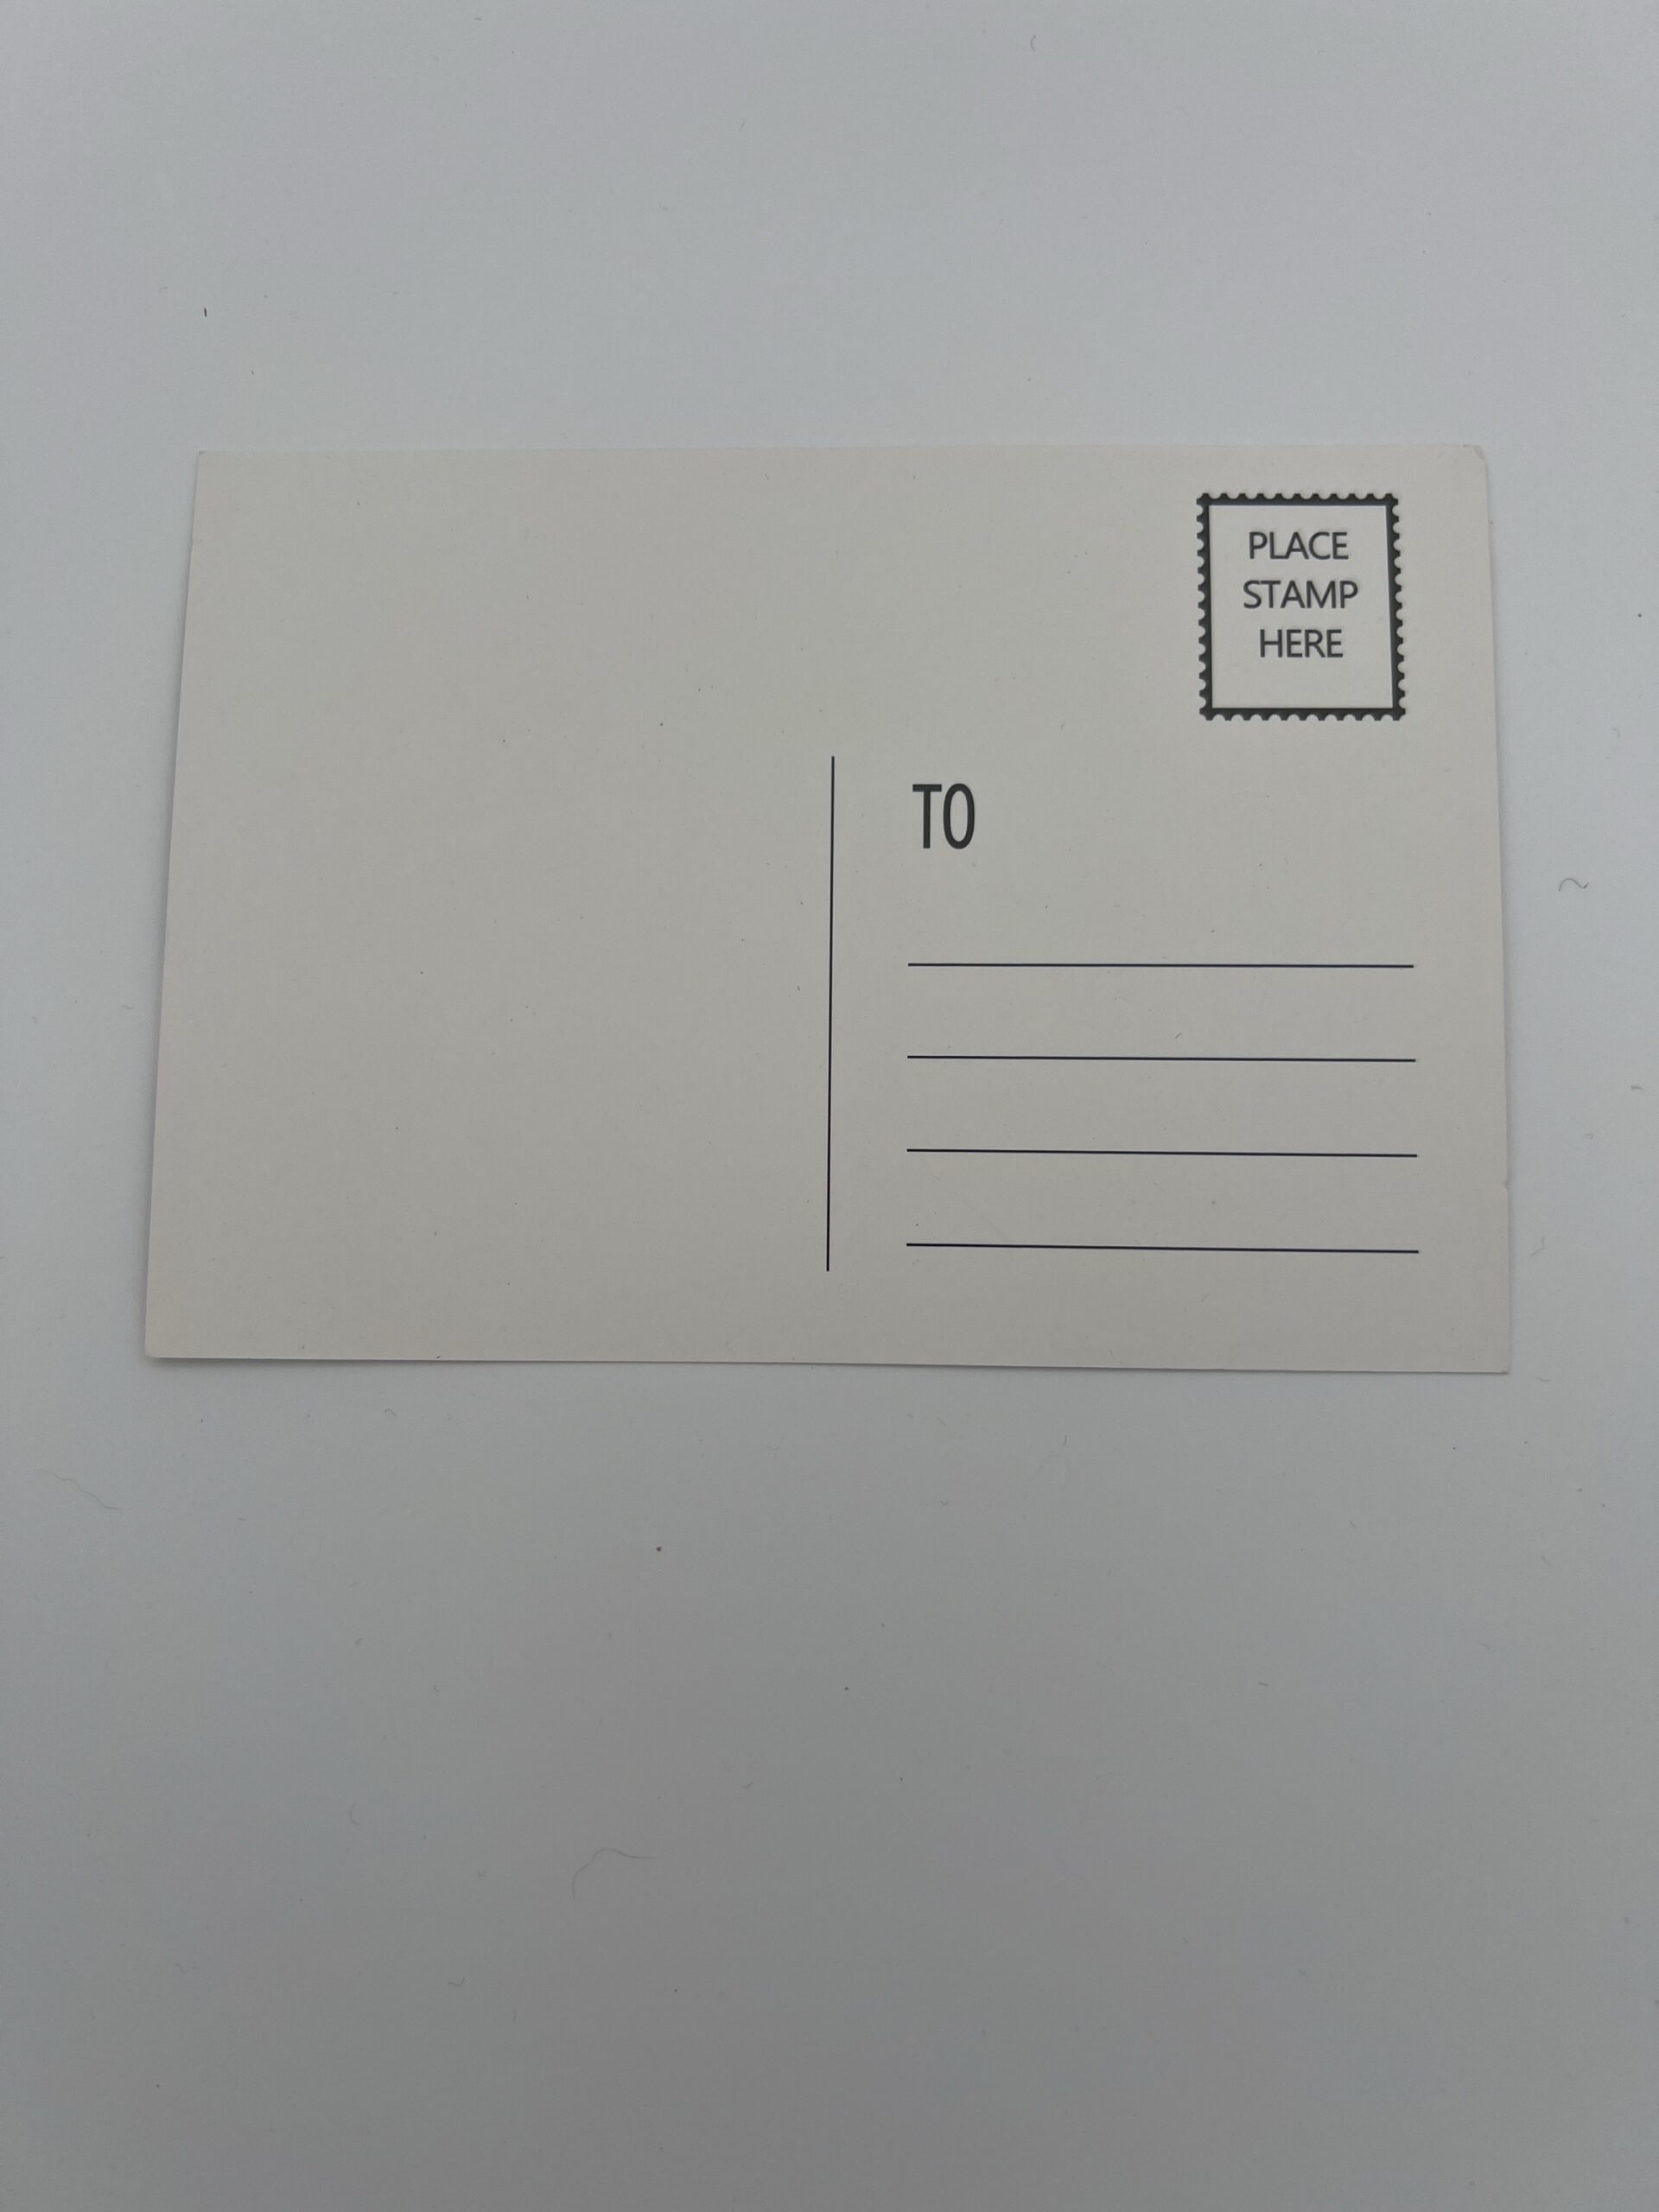 PLACE
STAMP
HERE
TO